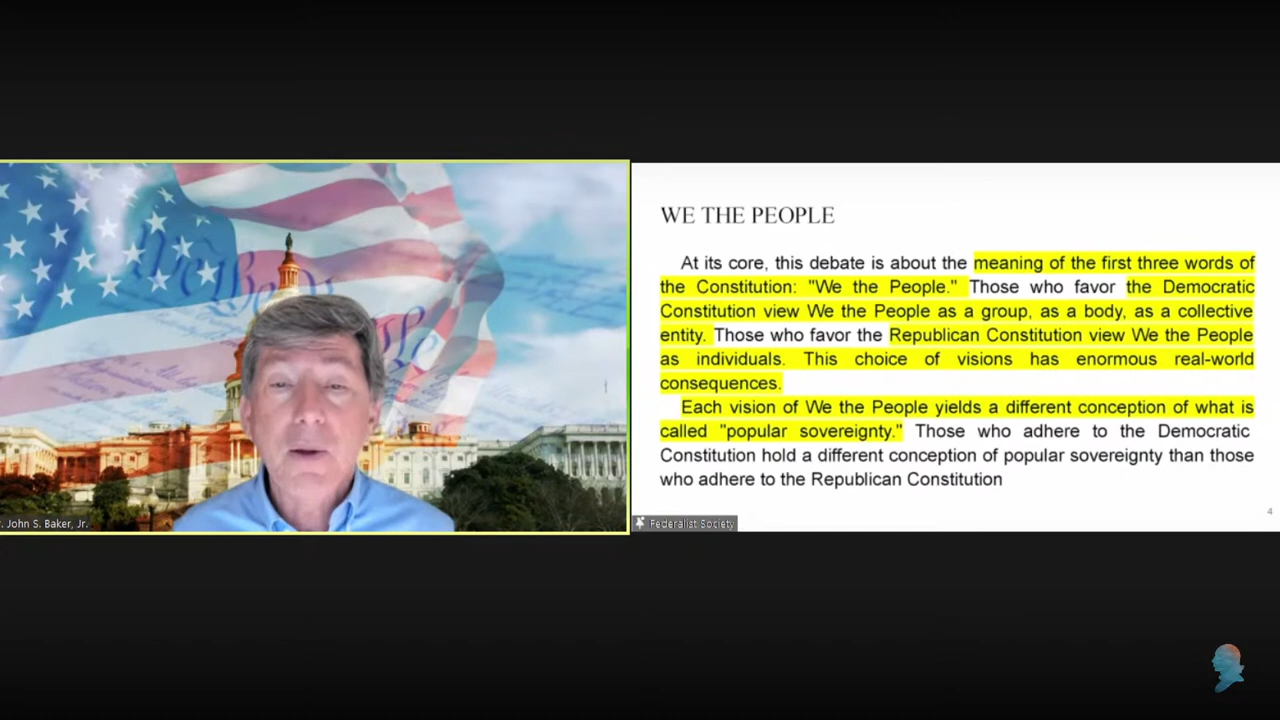 We the
People
r. John S. Baker, Jr.
WE THE PEOPLE
At its core, this debate is about the meaning of the first three words of
the Constitution: "We the People." Those who favor the Democratic
Constitution view We the People as a group, as a body, as a collective
entity. Those who favor the Republican Constitution view We the People
as individuals. This choice of visions has enormous real-world
consequences.
Each vision of We the People yields a different conception of what is
called "popular sovereignty." Those who adhere to the Democratic
Constitution hold a different conception of popular sovereignty than those
who adhere to the Republican Constitution
4
Federalist Society